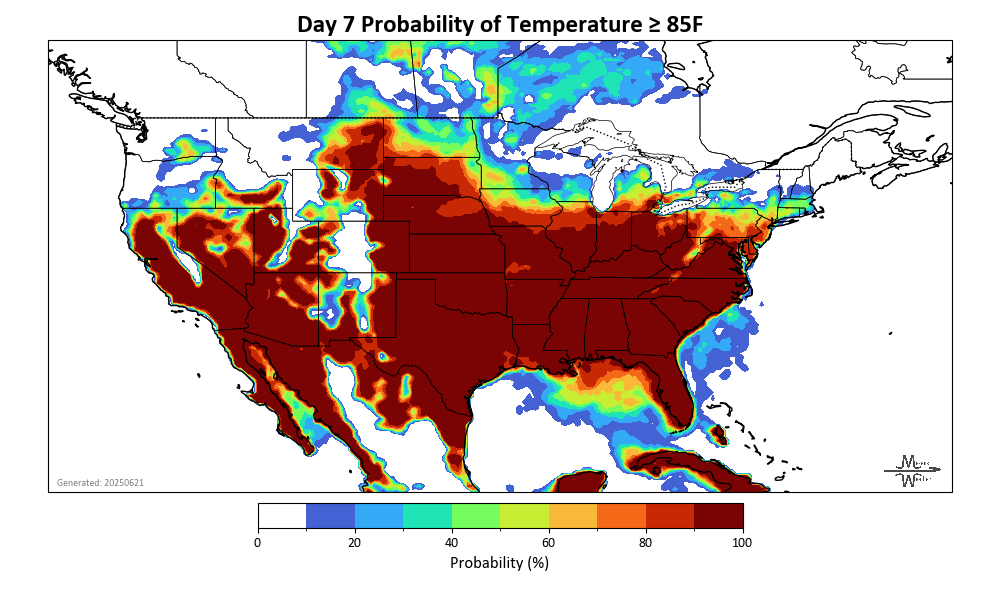 Day 7 Probability of Temperature ≥ 85F
Generated: 20250621
0 20 40 60 80 100
Probability (%)